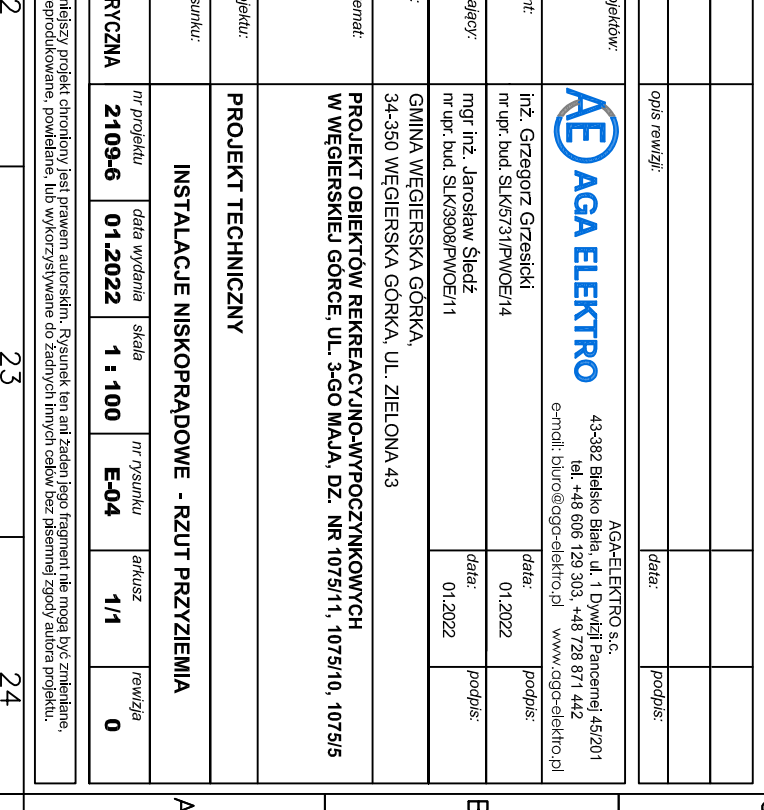 opis rewizji: data: podpis:
ojektów:
AE AGA ELEKTRO
AGA-ELEKTRO s.c.
43-382 Bielsko Biała, ul. 1 Dywizji Pancernej 45/201
tel. +48 606 129 303, +48 728 871 442
e-mail: biuro@aga-elektro.pl www.aga-elektro.pl
nt:
inż. Grzegorz Grzesicki
nr upr. bud. SLK/5731/PWOE/14
data:
01.2022
podpis:
ający:
mgr inż. Jarosław Śledź
nr upr. bud. SLK/3908/PWOE/11
data:
01.2022
podpis:
GMINA WĘGIERSKA GÓRKA,
34-350 WĘGIERSKA GÓRKA, UL. ZIELONA 43
emat:
PROJEKT OBIEKTÓW REKREACYJNO-WYPOCZYNKOWYCH
W WĘGIERSKIEJ GÓRCE, UL. 3-GO MAJA, DZ. NR 1075/11, 1075/10, 1075/5
jektu:
PROJEKT TECHNICZNY
sunku:
INSTALACJE NISKOPRĄDOWE - RZUT PRZYZIEMIA
RYCZNA
nr projektu
2109-6
data wydania
01.2022
skala
1 : 100
nr rysunku
E-04
arkusz
1/1
rewizja
0
niejszy projekt chroniony jest prawem autorskim. Rysunek ten ani żaden jego fragment nie mogą być zmieniane,
eprodukowane, powielane, lub wykorzystywane do żadnych innych celów bez pisemnej zgody autora projektu.
2 23 24
E
A